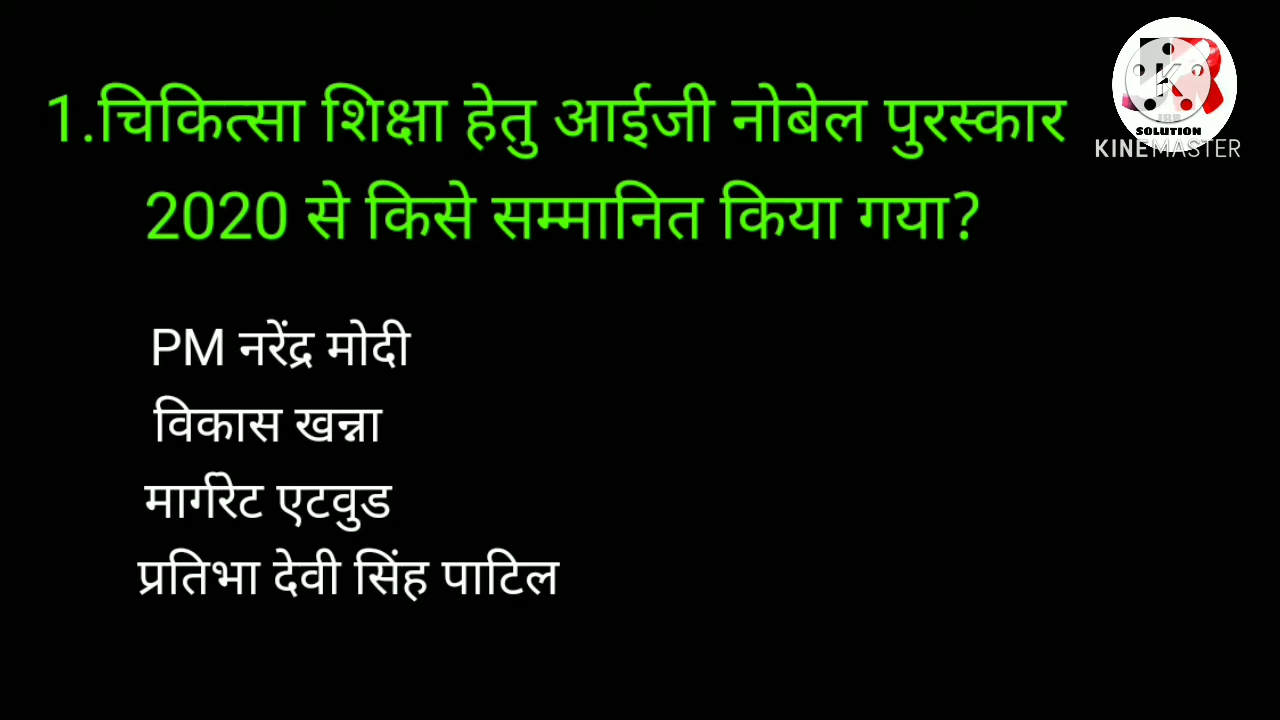 1.चिकित्सा शिक्षा हेतु आईजी नोबेल पुरस्कार
2020 से किसे सम्मानित किया गया?
PM नरेंद्र मोदी
विकास खन्ना
मार्गरेट एटवुड
प्रतिभा देवी सिंह पाटिल
SOLUTION
KINEMASTER